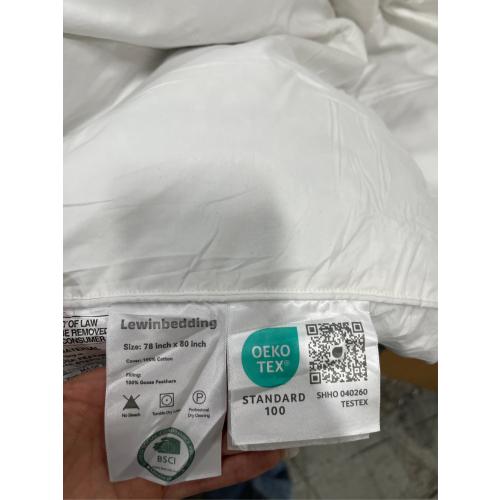 OF LAW
BE REMOVED
CONSUMER
Lewinbedding
Size: 78 inch x 80 inch
Cover: 100% Cotton
Filling:
100% Goose Feathers
No Bleach
Tumble Dry
Professional
Dry Cleaning
BSCI
OEKO
TEX®
STANDARD
100
SHHO 040260
TESTEX